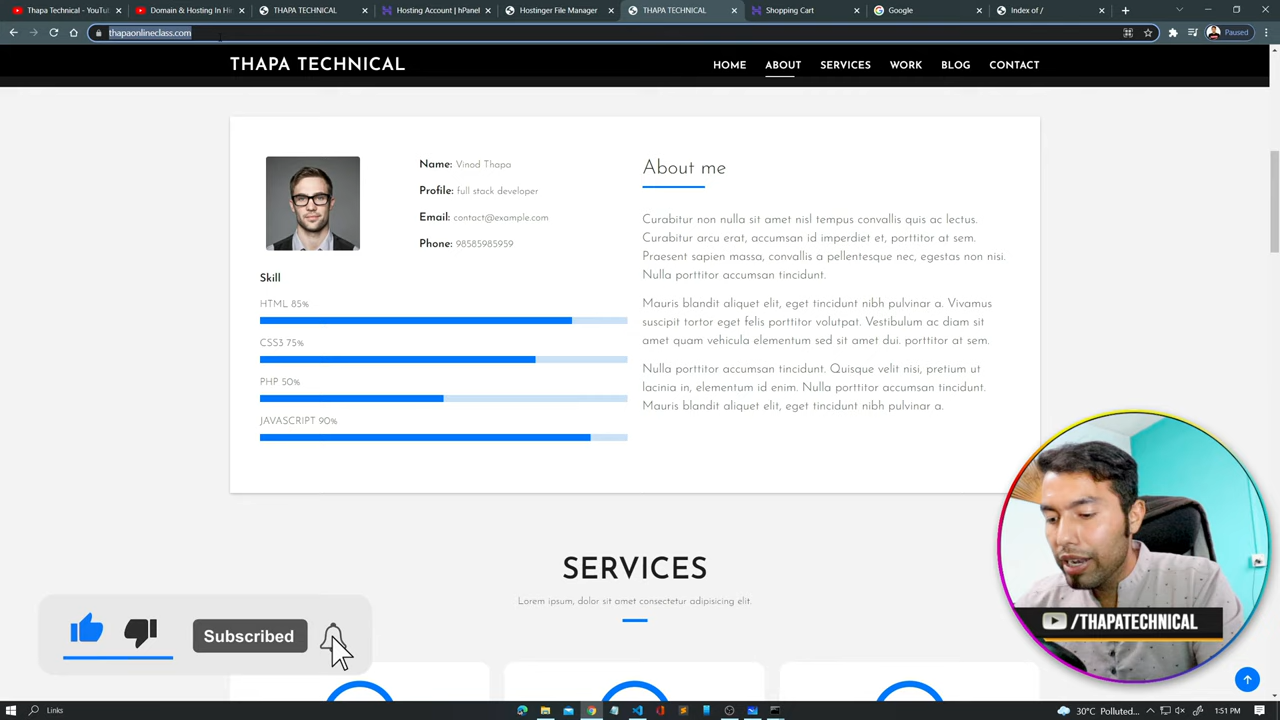 THAPA TECHNICAL
Domain & Hosting In Hi
THAPA TECHNICAL
Hosting Account | hPanel
Hostinger File Manager
THAPA TECHNICAL
Shopping Cart
Google
Index of /
thapaonlineclass.com
Paused
THAPA TECHNICAL
HOME
ABOUT
SERVICES
WORK
BLOG
CONTACT
Name: Vinod Thapa
Profile: full stack developer
Email: contact@example.com
Phone: 98585985959
Skill
HTML 85%
CSS3 75%
PHP 50%
JAVASCRIPT 90%
About me
Curabitur non nulla sit amet nisl tempus convallis quis ac lectus.
Curabitur arcu erat, accumsan id imperdiet et, porttitor at sem.
Praesent sapien massa, convallis a pellentesque nec, egestas non nisi.
Nulla porttitor accumsan tincidunt.
Mauris blandit aliquet elit, eget tincidunt nibh pulvinar a. Vivamus
suscipit tortor eget felis porttitor volutpat. Vestibulum ac diam sit
amet quam vehicula elementum sed sit amet dui. porttitor at sem.
Nulla porttitor accumsan tincidunt. Quisque velit nisi, pretium ut
lacinia in, elementum id enim. Nulla porttitor accumsan tincidunt.
Mauris blandit aliquet elit, eget tincidunt nibh pulvinar a.
SERVICES
Lorem ipsum, dolor sit amet consectetur adipisicing elit.
Subscribed
/THAPATECHNICAL
Links
30°C Polluted...
1:51 PM